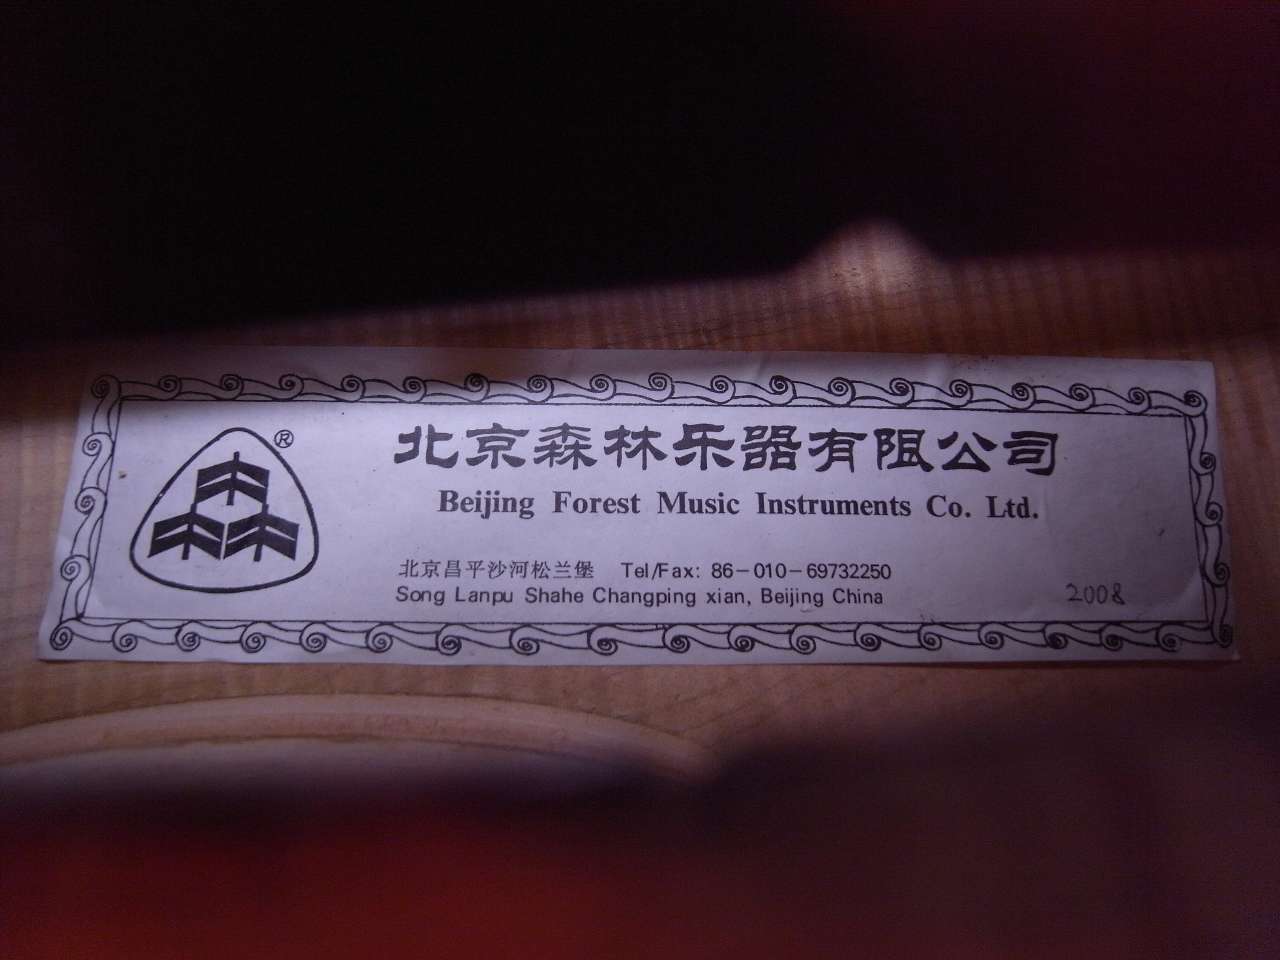 ®
北京森林乐器有限公司
Beijing Forest Music Instruments Co. Ltd.
北京昌平沙河松兰堡 Tel/Fax: 86-010-69732250
Song Lanpu Shahe Changping xian, Beijing China
2008